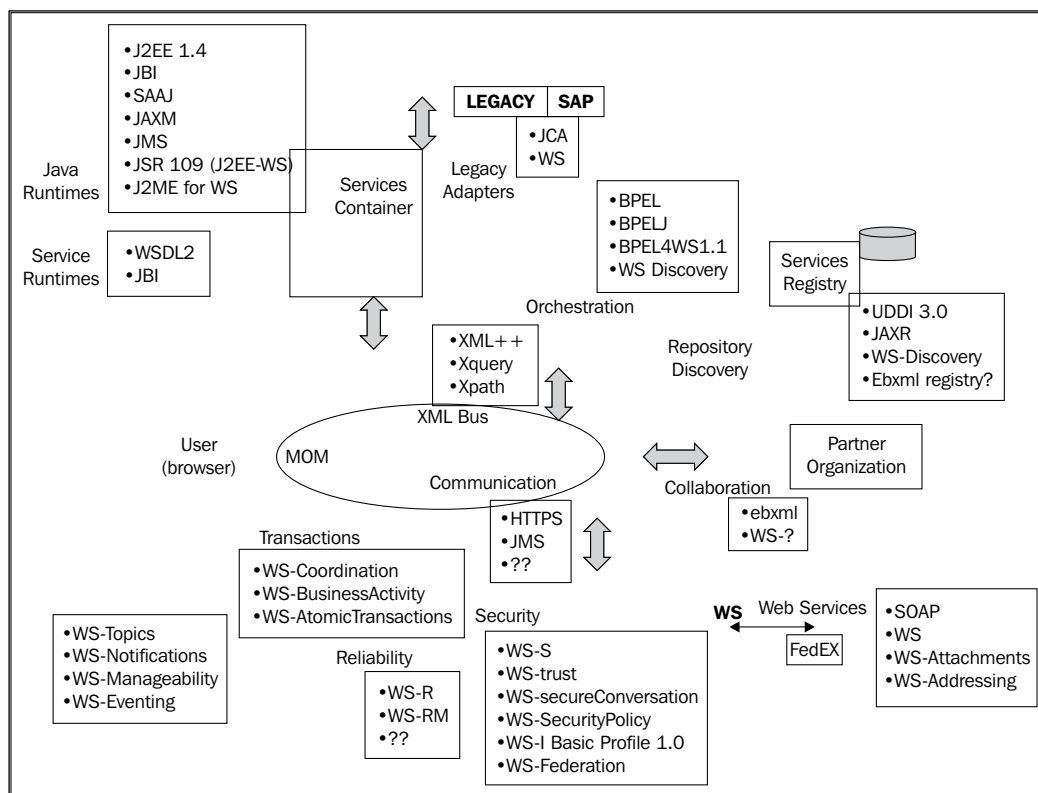 Java
Runtimes
•J2EE 1.4
•JBI
•SAAJ
•JAXM
•JMS
•JSR 109 (J2EE-WS)
•J2ME for WS
Services
Container
LEGACY SAP
•JCA
•WS
Legacy
Adapters
Service
Runtimes
•WSDL2
•JBI
•BPEL
•BPELJ
•BPEL4WS1.1
•WS Discovery
Orchestration
Services
Registry
•UDDI 3.0
•JAXR
•WS-Discovery
•Ebxml registry?
Repository
Discovery
•XML++
•Xquery
•Xpath
XML Bus
User
(browser)
MOM
Communication
•HTTPS
•JMS
•??
Partner
Organization
Collaboration
•ebxml
•WS-?
Transactions
•WS-Coordination
•WS-BusinessActivity
•WS-AtomicTransactions
•WS-Topics
•WS-Notifications
•WS-Manageability
•WS-Eventing
Reliability
•WS-R
•WS-RM
•??
Security
•WS-S
•WS-trust
•WS-secureConversation
•WS-SecurityPolicy
•WS-I Basic Profile 1.0
•WS-Federation
WS Web Services
FedEX
•SOAP
•WS
•WS-Attachments
•WS-Addressing